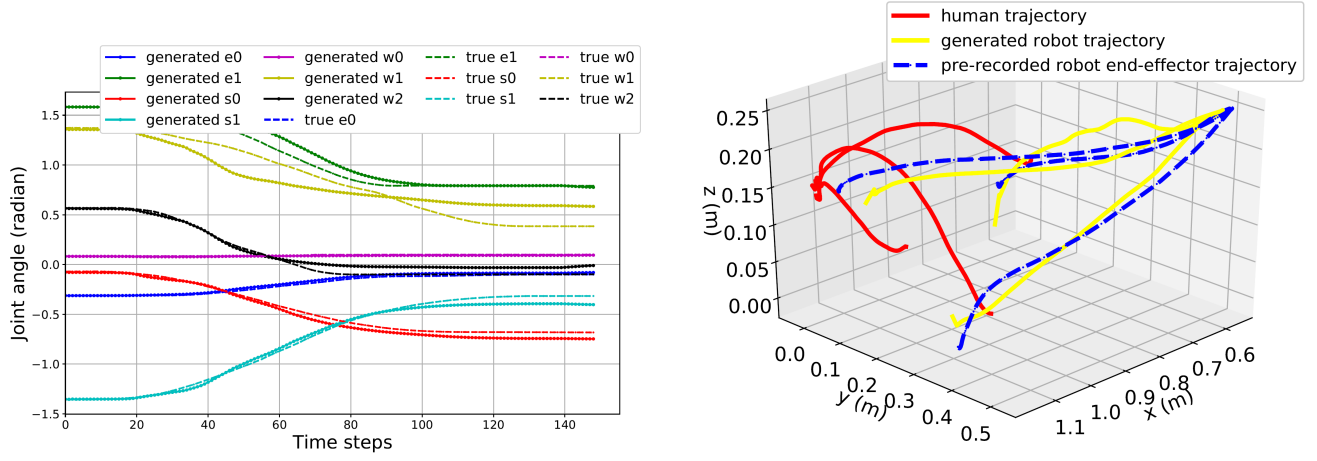 generated e0 generated w0 true e1 true w0
generated e1 generated w1 true s0 true w1
generated s0 generated w2 true s1 true w2
generated s1 true e0
1.5
1.0
0.5
0.0
−0.5
−1.0
−1.5
Joint angle (radian)
0 20 40 60 80 100 120 140
Time steps
human trajectory
generated robot trajectory
pre-recorded robot end-effector trajectory
0.25
0.20
0.15
0.10
0.05
0.00
z (m)
0.0
0.1
0.2
0.3
0.4
0.5
y (m)
0.6
0.7
0.8
0.9
1.0
1.1
x (m)